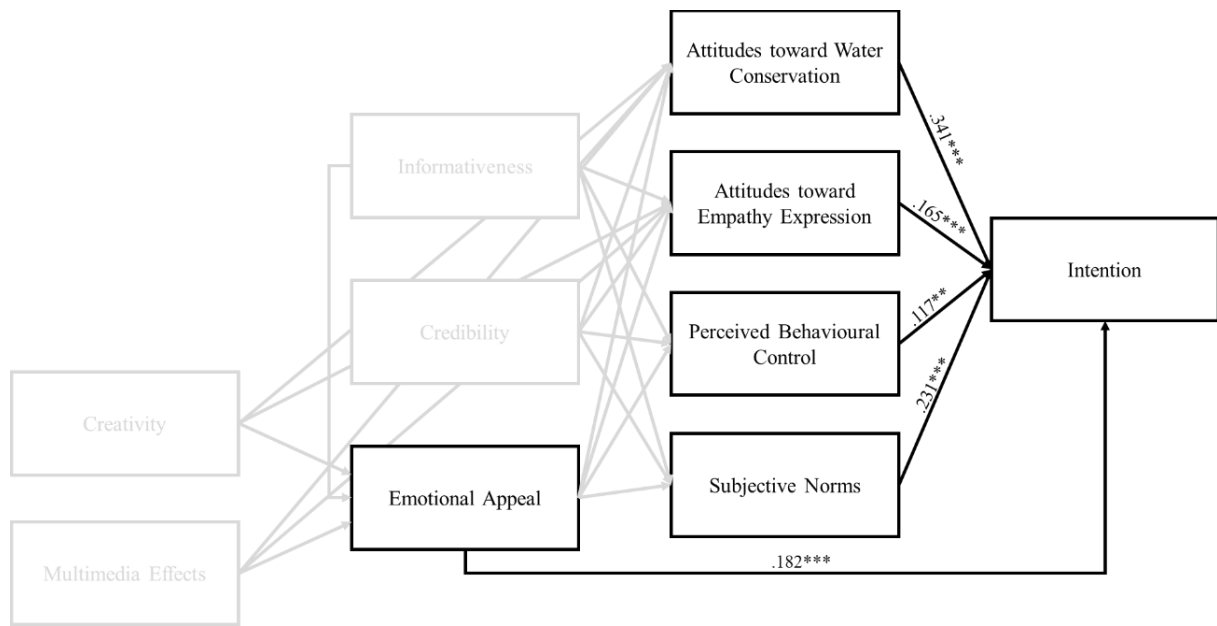 Attitudes toward Water
Conservation
.341***
Informativeness
Attitudes toward
Empathy Expression
.165***
Intention
Credibility
Perceived Behavioural
Control
.117**
Creativity
.231***
Emotional Appeal
Subjective Norms
Multimedia Effects
.182***